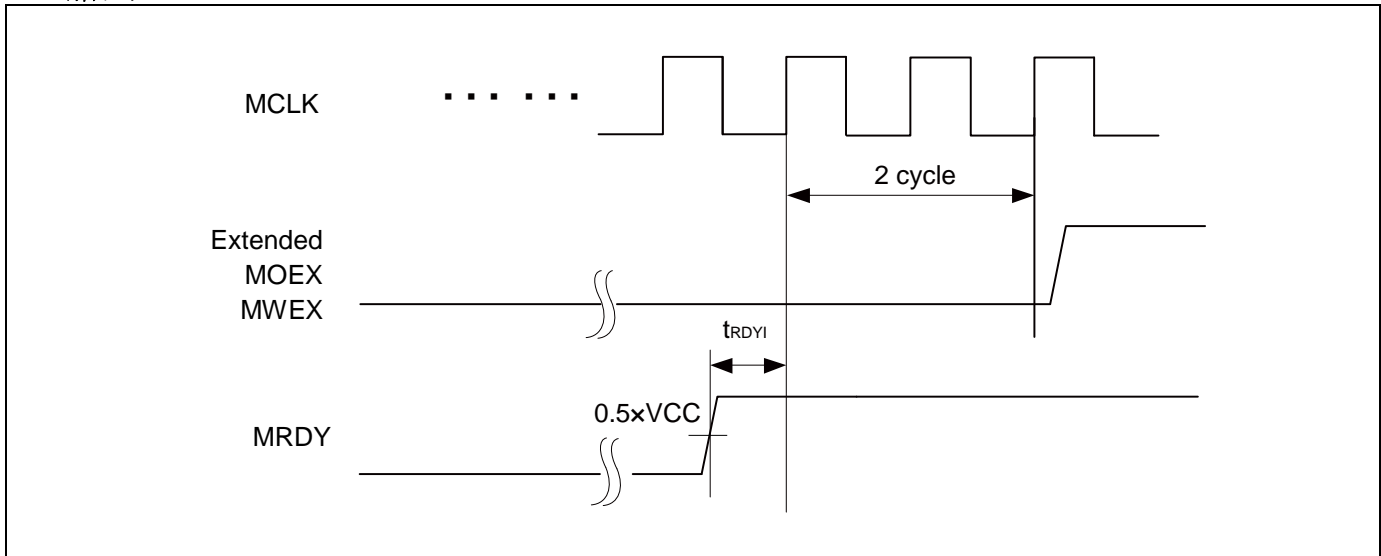 MCLK
... ...
2 cycle
Extended
MOEX
MWEX
tRDYI
0.5×VCC
MRDY